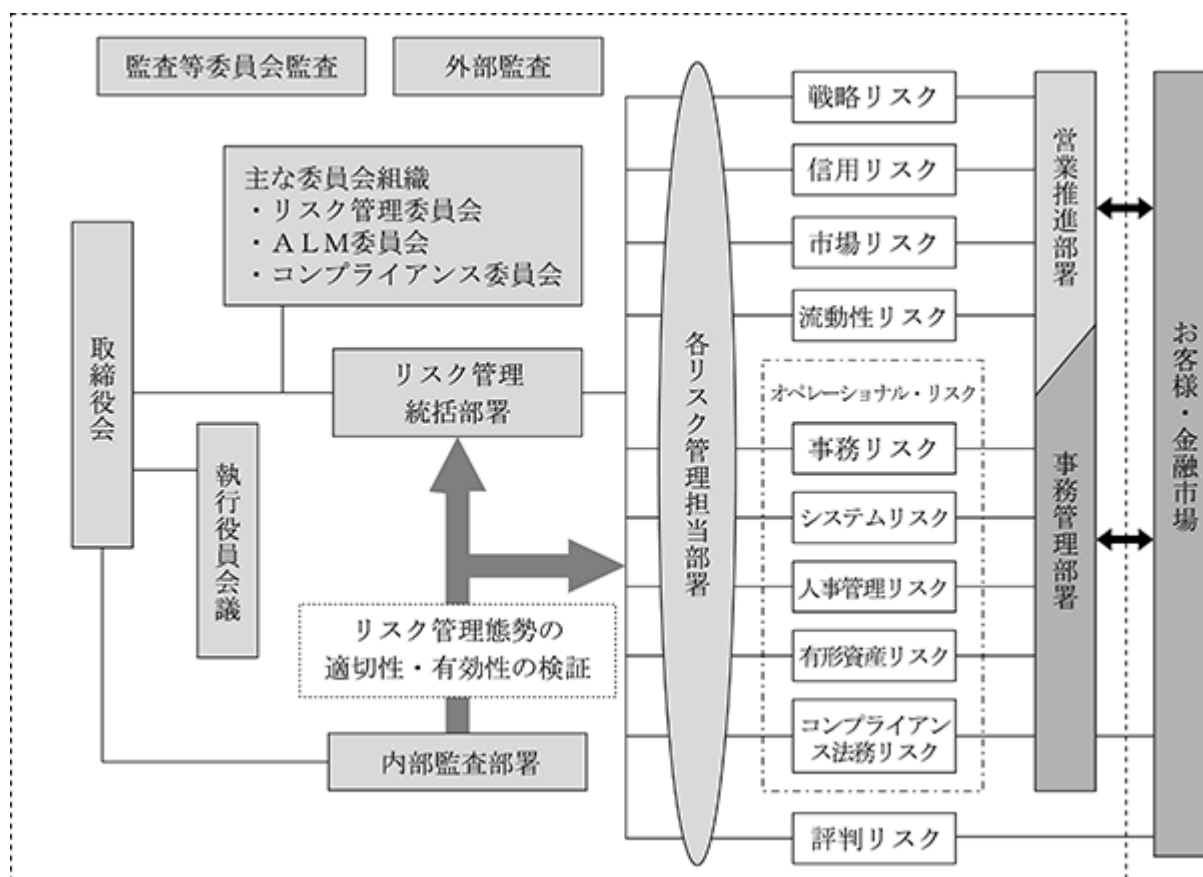 監査等委員会監査
外部監査
主な委員会組織
・リスク管理委員会
・ＡＬＭ委員会
・コンプライアンス委員会
取締役会
執行役員会議
リスク管理
統括部署
リスク管理態勢の
適切性・有効性の検証
内部監査部署
各リスク管理担当部署
戦略リスク
信用リスク
市場リスク
流動性リスク
オペレーショナル・リスク
事務リスク
システムリスク
人事管理リスク
有形資産リスク
コンプライアン
ス法務リスク
評判リスク
営業推進部署
事務管理部署
お客様・金融市場